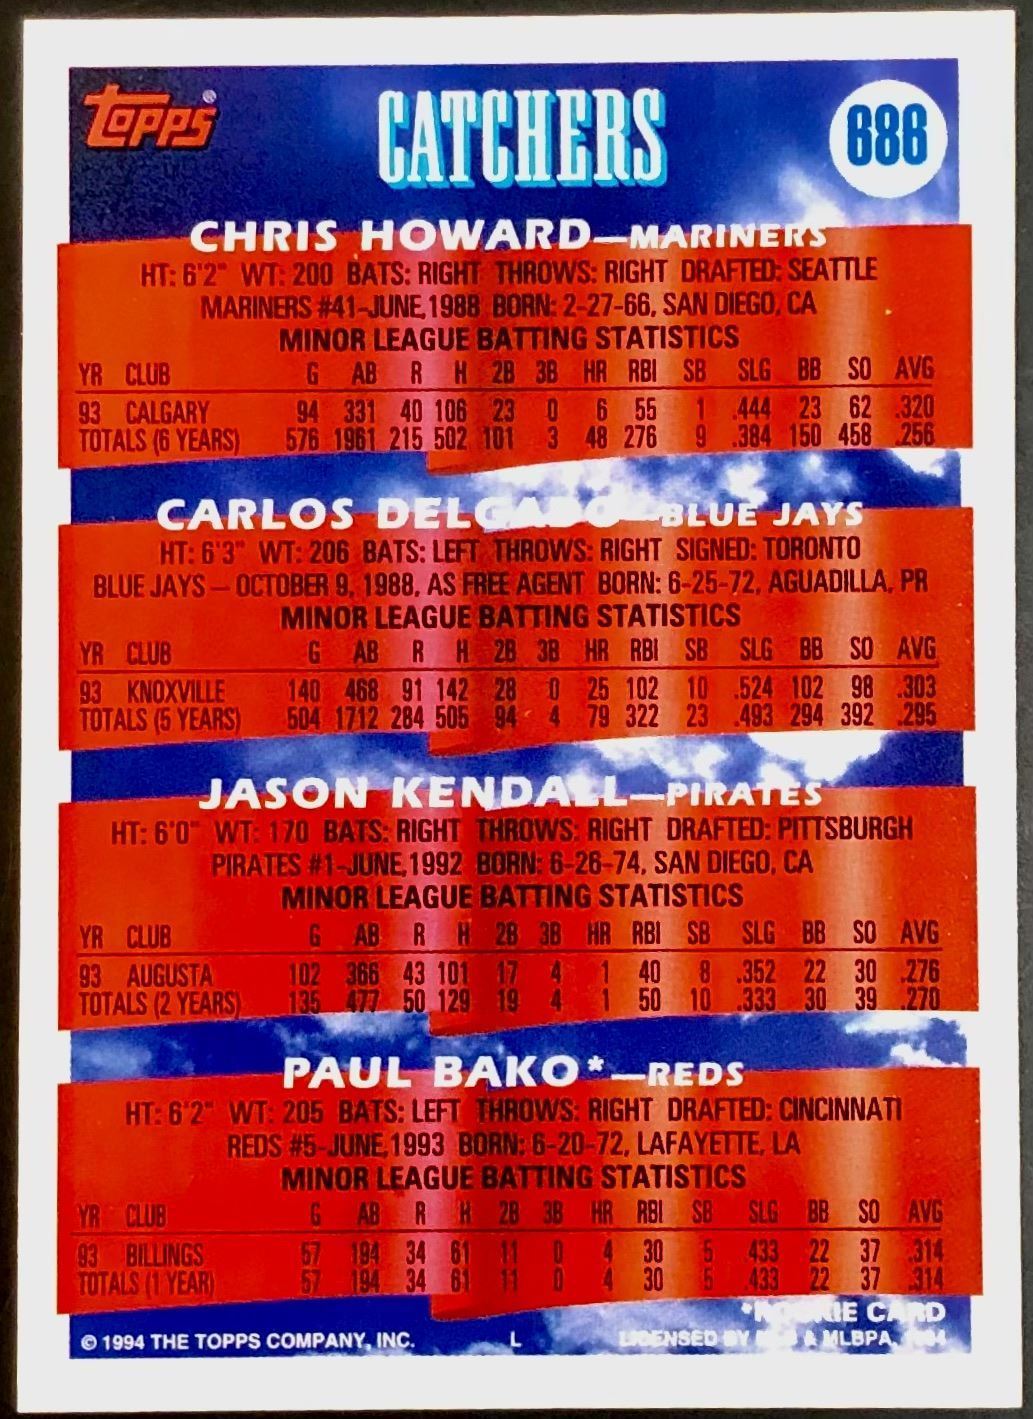 Topps®
CATCHERS
686
CHRIS HOWARD—MARINERS
HT: 6'2" WT: 200 BATS: RIGHT THROWS: RIGHT DRAFTED: SEATTLE
MARINERS #41-JUNE, 1988 BORN: 2-27-66, SAN DIEGO, CA
MINOR LEAGUE BATTING STATISTICS
YR CLUB G AB R H 2B 3B HR RBI SB SLG BB SO AVG
93 CALGARY 94 331 40 106 23 0 6 55 1 .444 23 62 .320
TOTALS (6 YEARS) 576 1961 215 502 101 3 48 276 9 .384 150 458 .256
CARLOS DELGADO—BLUE JAYS
HT: 6'3" WT: 206 BATS: LEFT THROWS: RIGHT SIGNED: TORONTO
BLUE JAYS – OCTOBER 9, 1988, AS FREE AGENT BORN: 6-25-72, AGUADILLA, PR
MINOR LEAGUE BATTING STATISTICS
YR CLUB G AB R H 2B 3B HR RBI SB SLG BB SO AVG
93 KNOXVILLE 140 468 91 142 28 0 25 102 10 .524 102 98 .303
TOTALS (5 YEARS) 504 1712 284 505 94 4 79 322 23 .493 294 392 .295
JASON KENDALL—PIRATES
HT: 6'0" WT: 170 BATS: RIGHT THROWS: RIGHT DRAFTED: PITTSBURGH
PIRATES #1-JUNE, 1992 BORN: 6-26-74, SAN DIEGO, CA
MINOR LEAGUE BATTING STATISTICS
YR CLUB G AB R H 2B 3B HR RBI SB SLG BB SO AVG
93 AUGUSTA 102 366 43 101 17 4 1 40 8 .352 22 30 .276
TOTALS (2 YEARS) 135 477 50 129 19 4 1 50 10 .333 30 39 .270
PAUL BAKO*—REDS
HT: 6'2" WT: 205 BATS: LEFT THROWS: RIGHT DRAFTED: CINCINNATI
REDS #5-JUNE, 1993 BORN: 6-20-72, LAFAYETTE, LA
MINOR LEAGUE BATTING STATISTICS
YR CLUB G AB R H 2B 3B HR RBI SB SLG BB SO AVG
93 BILLINGS 57 194 34 61 11 0 4 30 5 .433 22 37 .314
TOTALS (1 YEAR) 57 194 34 61 11 0 4 30 5 .433 22 37 .314
*ROOKIE CARD
© 1994 THE TOPPS COMPANY, INC. L LICENSED BY & MLBPA,